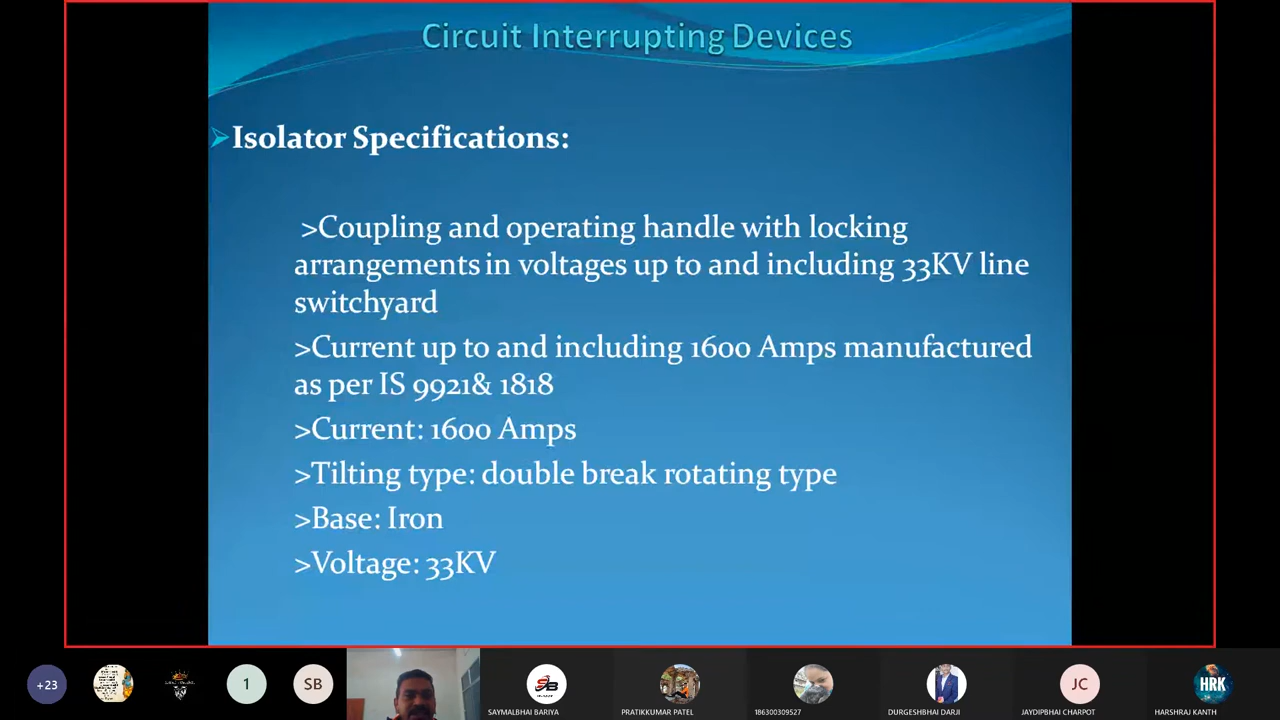 Circuit Interrupting Devices
➢Isolator Specifications:
>Coupling and operating handle with locking
arrangements in voltages up to and including 33KV line
switchyard
>Current up to and including 1600 Amps manufactured
as per IS 9921& 1818
>Current: 1600 Amps
>Tilting type: double break rotating type
>Base: Iron
>Voltage: 33KV
+23
1
SB
SB
JC
HRK
SAYMALBHAI BARIYA
PRATIKKUMAR PATEL
186300309527
DURGESHBHAI DARJI
JAYDIPBHAI CHARPOT
HARSHRAJ KANTH